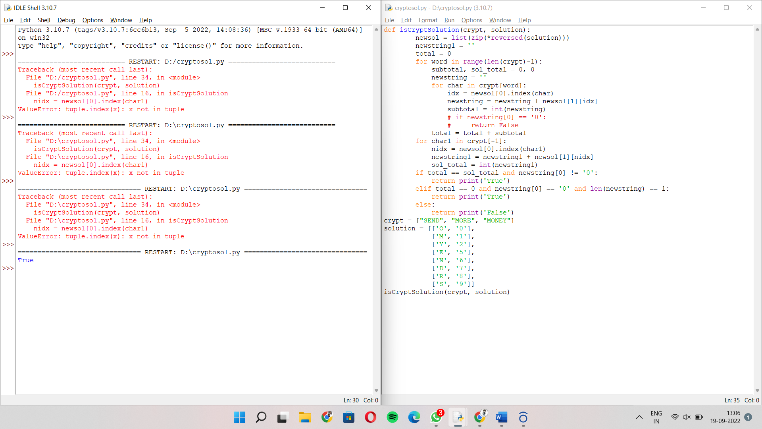 IDLE Shell 3.10.7
File Edit Shell Debug Options Window Help
Python 3.10.7 (tags/v3.10.7:6cc6b13, Sep 5 2022, 14:08:36) [MSC v.1933 64 bit (AMD64)]
on win32
Type "help", "copyright", "credits" or "license()" for more information.
>>>
=========================== RESTART: D:/cryptosol.py ===========================
Traceback (most recent call last):
File "D:/cryptosol.py", line 34, in <module>
isCryptSolution(crypt, solution)
File "D:/cryptosol.py", line 16, in isCryptSolution
nidx = newsol[0].index(char1)
ValueError: tuple.index(x): x not in tuple
>>>
=========================== RESTART: D:\cryptosol.py ===========================
Traceback (most recent call last):
File "D:\cryptosol.py", line 34, in <module>
isCryptSolution(crypt, solution)
File "D:\cryptosol.py", line 16, in isCryptSolution
nidx = newsol[0].index(char1)
ValueError: tuple.index(x): x not in tuple
>>>
=============================== RESTART: D:\cryptosol.py ===============================
Traceback (most recent call last):
File "D:\cryptosol.py", line 34, in <module>
isCryptSolution(crypt, solution)
File "D:\cryptosol.py", line 16, in isCryptSolution
nidx = newsol[0].index(char1)
ValueError: tuple.index(x): x not in tuple
>>>
=============================== RESTART: D:\cryptosol.py ===============================
True
>>>
Ln: 30 Col: 0
cryptosol.py - D:\cryptosol.py (3.10.7)
File Edit Format Run Options Window Help
def isCryptSolution(crypt, solution):
newsol = list(zip(*reversed(solution)))
newstring1 = ''
total = 0
for word in range(len(crypt)-1):
subtotal, sol_total = 0, 0
newstring = ''
for char in crypt[word]:
idx = newsol[0].index(char)
newstring = newstring + newsol[1][idx]
subtotal = int(newstring)
# if newstring[0] == '0':
# return False
total = total + subtotal
for char1 in crypt[-1]:
nidx = newsol[0].index(char1)
newstring1 = newstring1 + newsol[1][nidx]
sol_total = int(newstring1)
if total == sol_total and newstring[0] != '0':
return print('True')
elif total == 0 and newstring[0] == '0' and len(newstring) == 1:
return print('True')
else:
return print('False')
crypt = ["SEND", "MORE", "MONEY"]
solution = [['O', '0'],
['M', '1'],
['Y', '2'],
['E', '5'],
['N', '6'],
['D', '7'],
['R', '8'],
['S', '9']]
isCryptSolution(crypt, solution)
Ln: 35 Col: 0
3
ENG
IN
13:06
19-09-2022
1